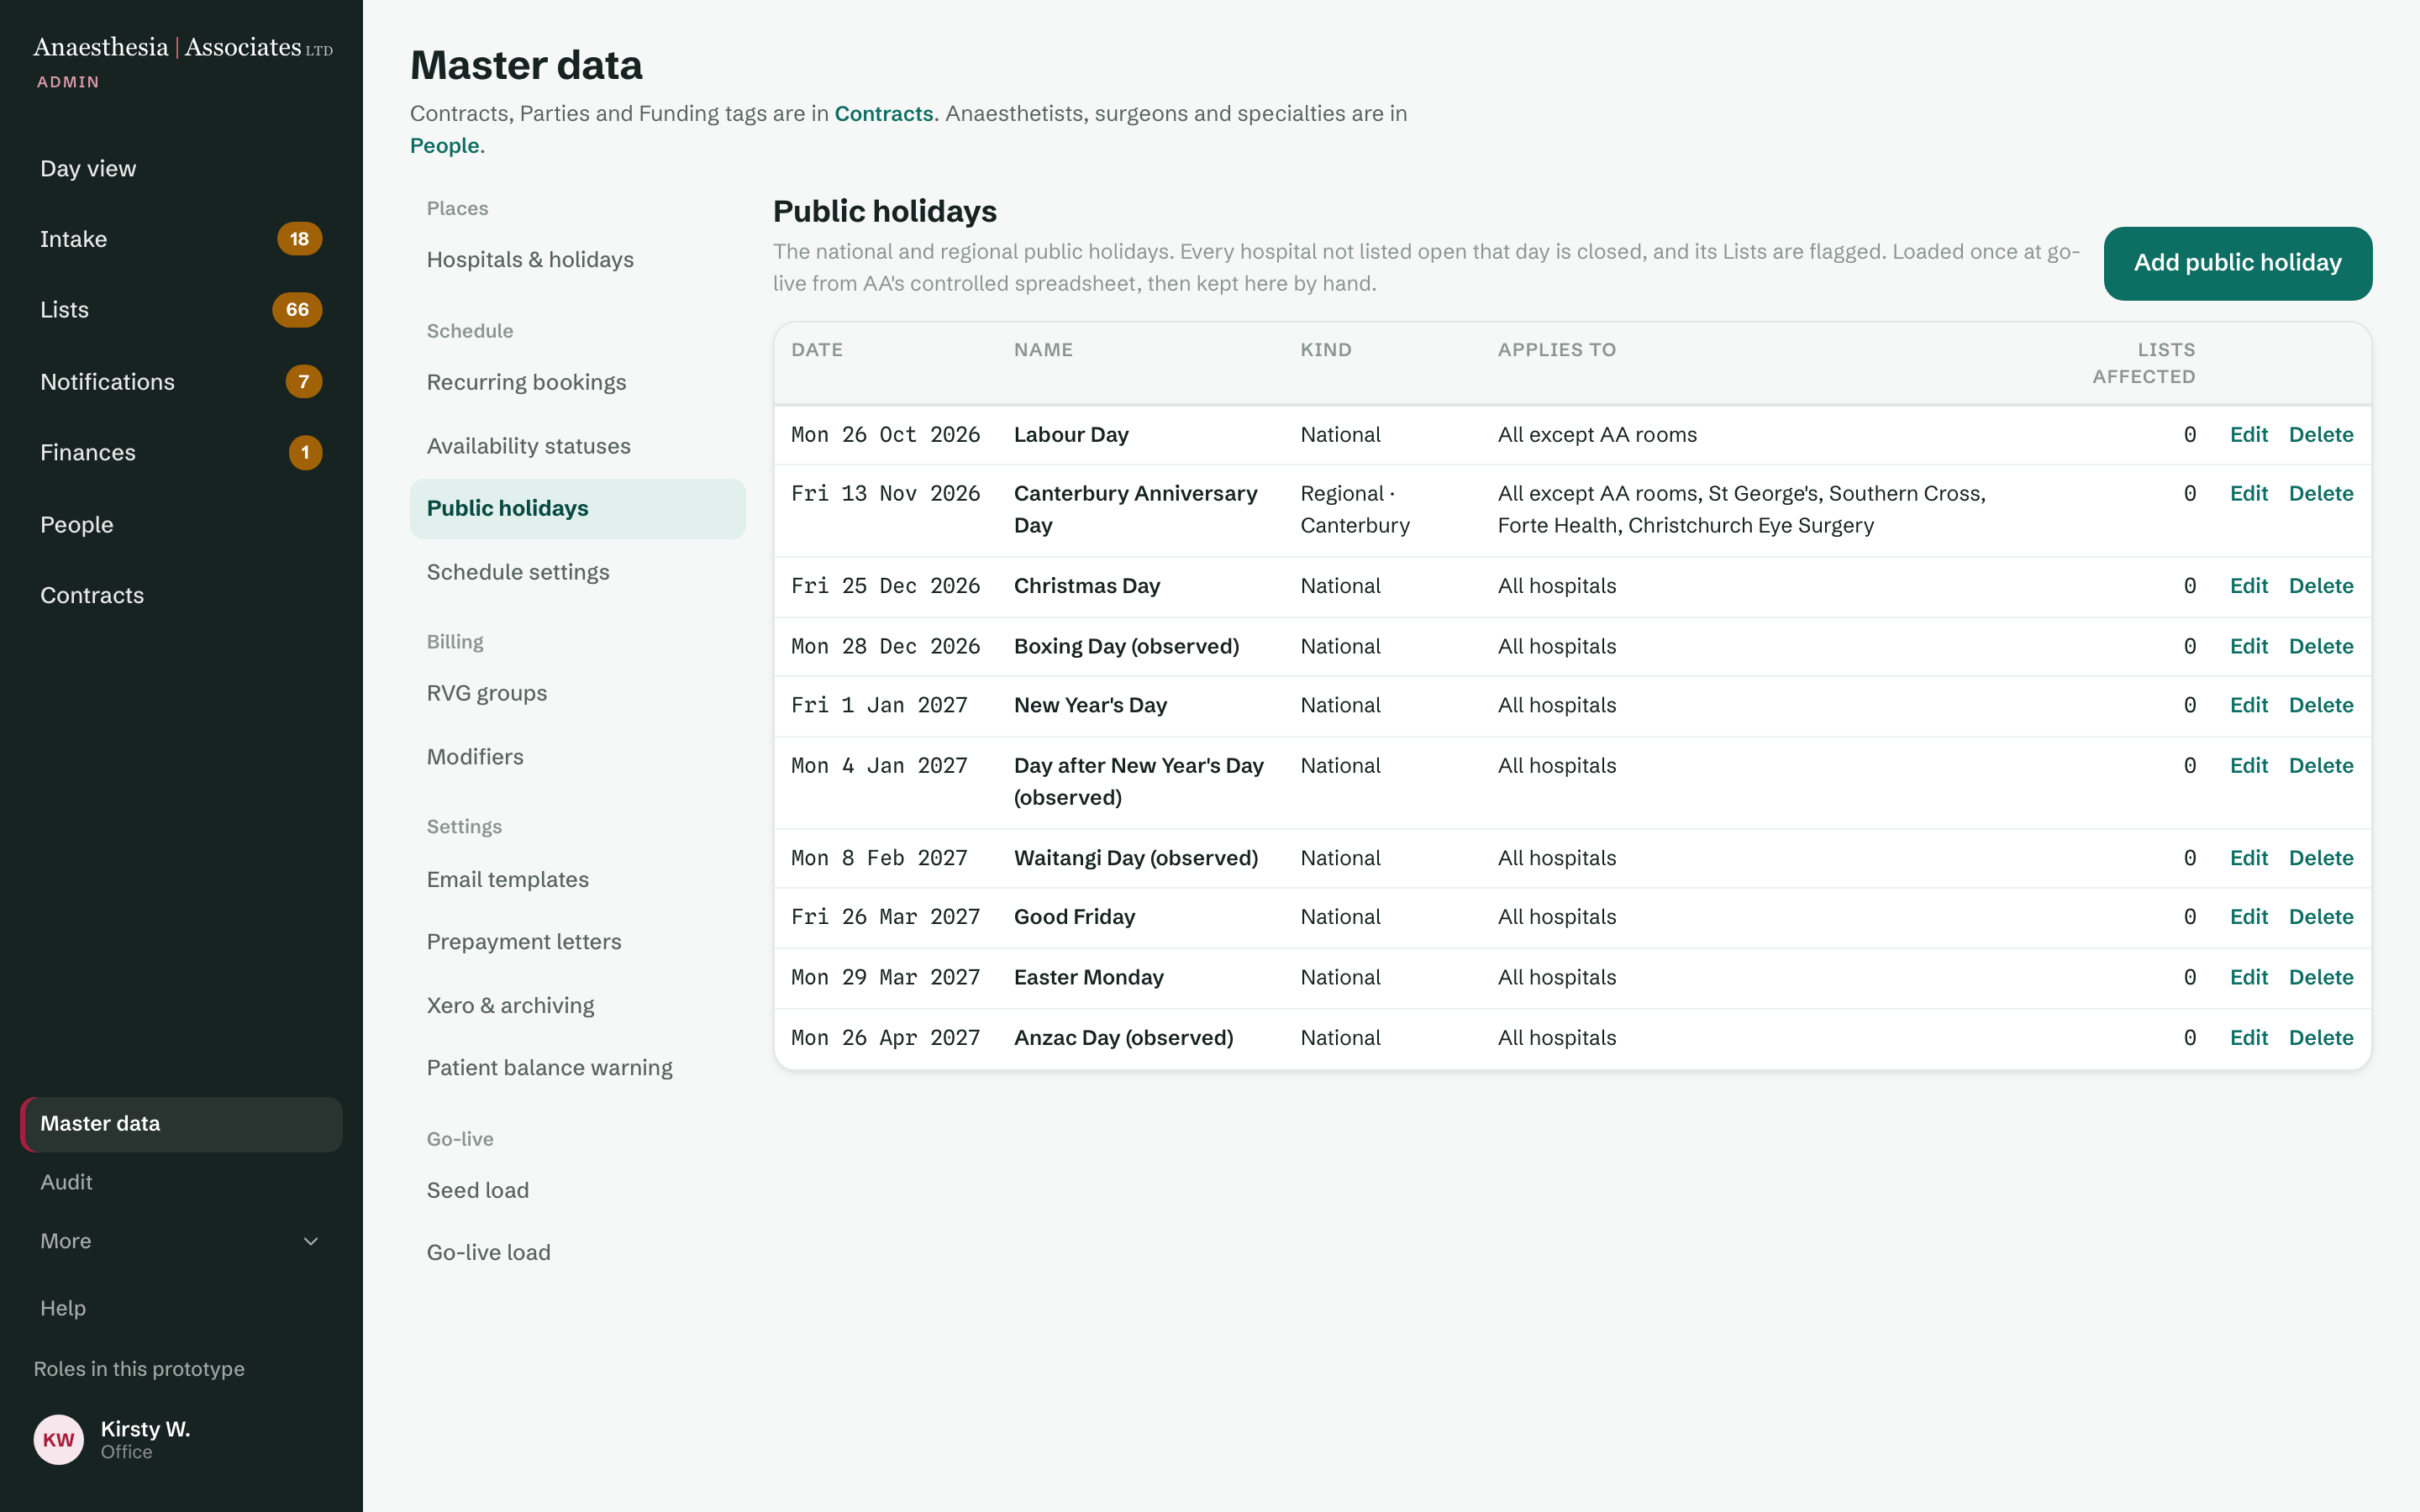 Anaesthesia | Associates LTD
ADMIN
Day view
Intake 18
Lists 66
Notifications 7
Finances 1
People
Contracts
Master data
Audit
More
Help
Roles in this prototype
KW
Kirsty W.
Office
Master data
Contracts, Parties and Funding tags are in Contracts. Anaesthetists, surgeons and specialties are in
People.
Places
Hospitals & holidays
Schedule
Recurring bookings
Availability statuses
Public holidays
Schedule settings
Billing
RVG groups
Modifiers
Settings
Email templates
Prepayment letters
Xero & archiving
Patient balance warning
Go-live
Seed load
Go-live load
Public holidays
The national and regional public holidays. Every hospital not listed open that day is closed, and its Lists are flagged. Loaded once at go-
live from AA's controlled spreadsheet, then kept here by hand.
Add public holiday
DATE NAME KIND APPLIES TO LISTS
AFFECTED
Mon 26 Oct 2026 Labour Day National All except AA rooms 0 Edit Delete
Fri 13 Nov 2026 Canterbury Anniversary Regional · All except AA rooms, St George's, Southern Cross, 0 Edit Delete
Day Canterbury Forte Health, Christchurch Eye Surgery
Fri 25 Dec 2026 Christmas Day National All hospitals 0 Edit Delete
Mon 28 Dec 2026 Boxing Day (observed) National All hospitals 0 Edit Delete
Fri 1 Jan 2027 New Year's Day National All hospitals 0 Edit Delete
Mon 4 Jan 2027 Day after New Year's Day National All hospitals 0 Edit Delete
(observed)
Mon 8 Feb 2027 Waitangi Day (observed) National All hospitals 0 Edit Delete
Fri 26 Mar 2027 Good Friday National All hospitals 0 Edit Delete
Mon 29 Mar 2027 Easter Monday National All hospitals 0 Edit Delete
Mon 26 Apr 2027 Anzac Day (observed) National All hospitals 0 Edit Delete